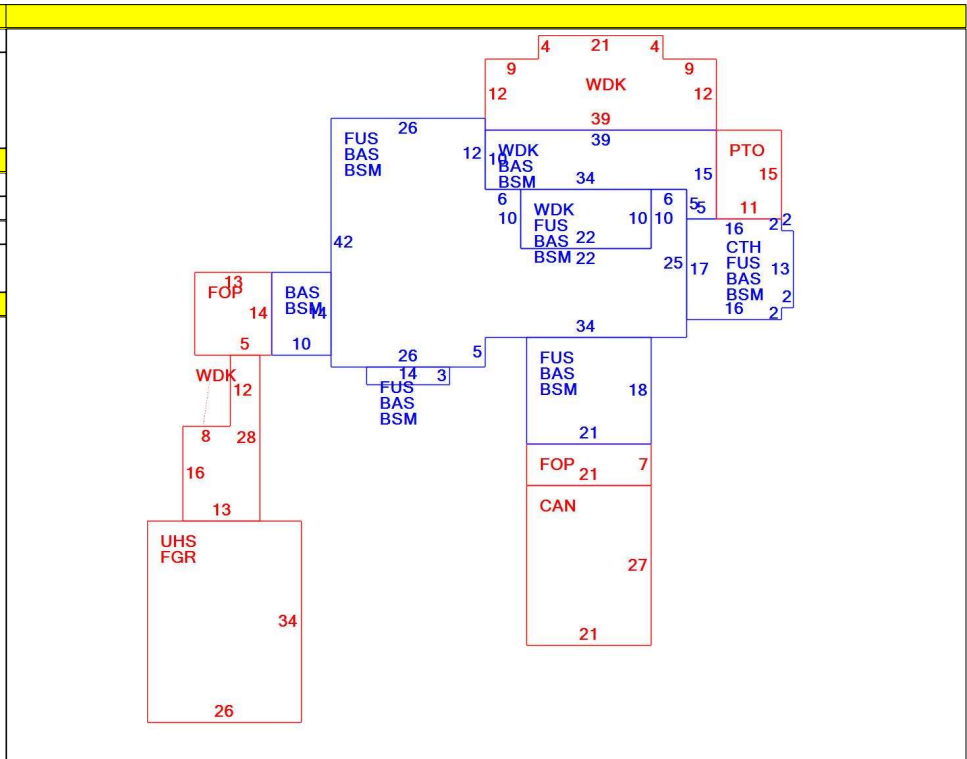 4 21 4
9 9
12 WDK 12
39
26
FUS
BAS
BSM
12
39
10 WDK
BAS
BSM
34
15
PTO
15
11
6 6
5 5
10 WDK
FUS
BAS
BSM
10 10
22
22
42
25
16 2 2
17 CTH
FUS
BAS
BSM
13
16 2 2
34
13
FOP
14
5
BAS
BSM
14
10
26 5
14 3
FUS
BAS
BSM
FUS
BAS
BSM
18
21
WDK
12
8 28
16
13
FOP 7
21
CAN
27
21
UHS
FGR
34
26